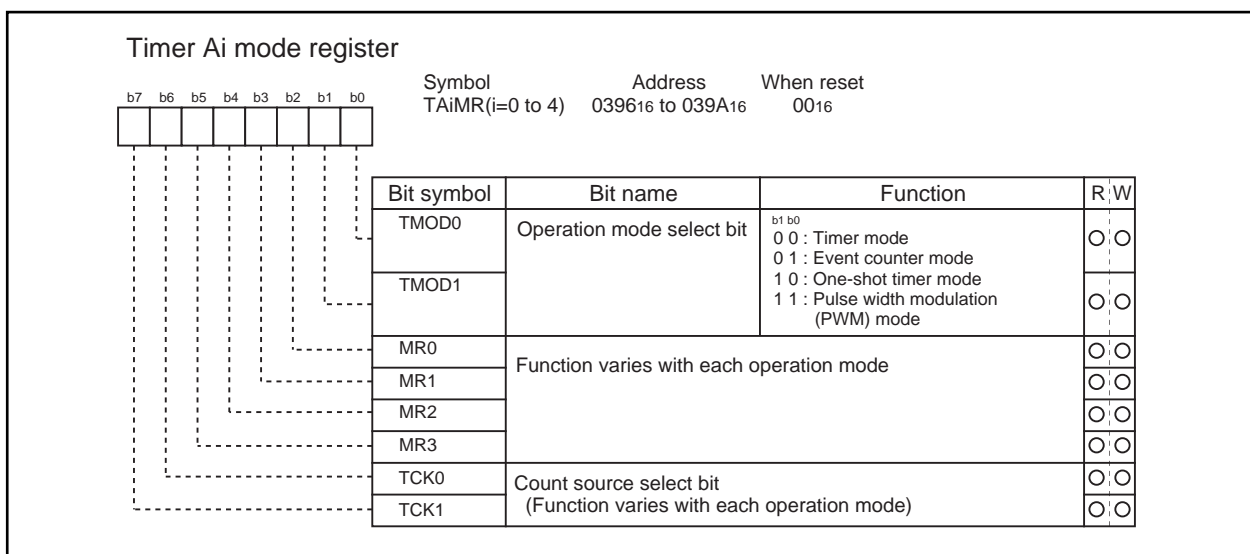 Timer Ai mode register
Symbol Address When reset
TAiMR(i=0 to 4) 039616 to 039A16 0016
b7 b6 b5 b4 b3 b2 b1 b0
Bit symbol Bit name Function R W
TMOD0 Operation mode select bit b1 b0
0 0 : Timer mode
0 1 : Event counter mode
TMOD1 1 0 : One-shot timer mode
1 1 : Pulse width modulation
(PWM) mode
MR0 Function varies with each operation mode
MR1
MR2
MR3
TCK0 Count source select bit
TCK1 (Function varies with each operation mode)